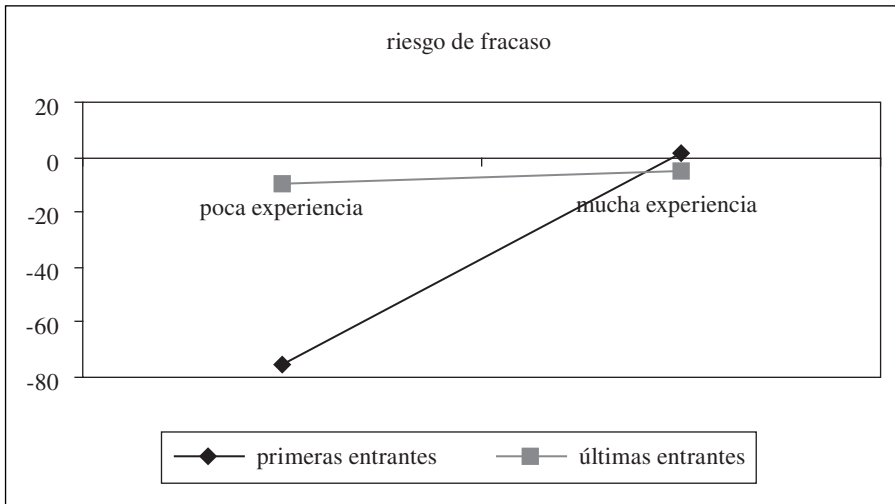 riesgo de fracaso
20
0
-20
-40
-60
-80
poca experiencia
mucha experiencia
primeras entrantes
últimas entrantes